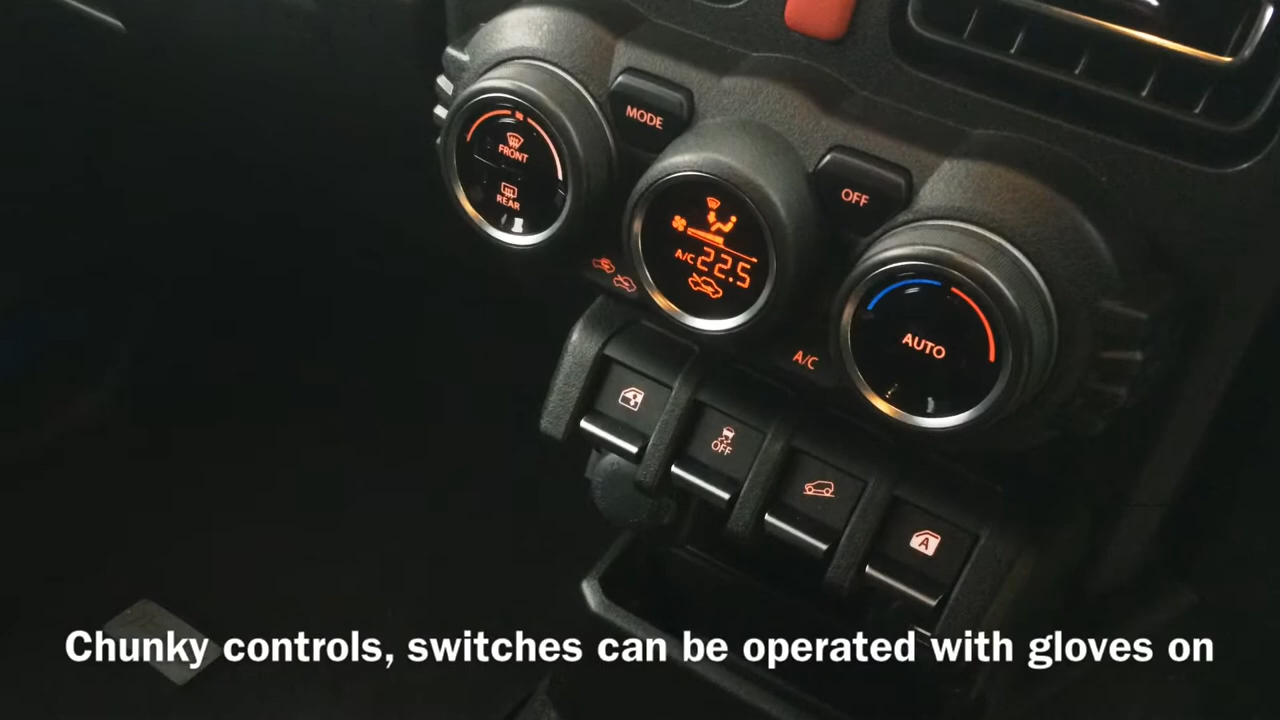 MODE
FRONT
REAR
OFF
A/C 22.5
AUTO
A/C
OFF
A
Chunky controls, switches can be operated with gloves on